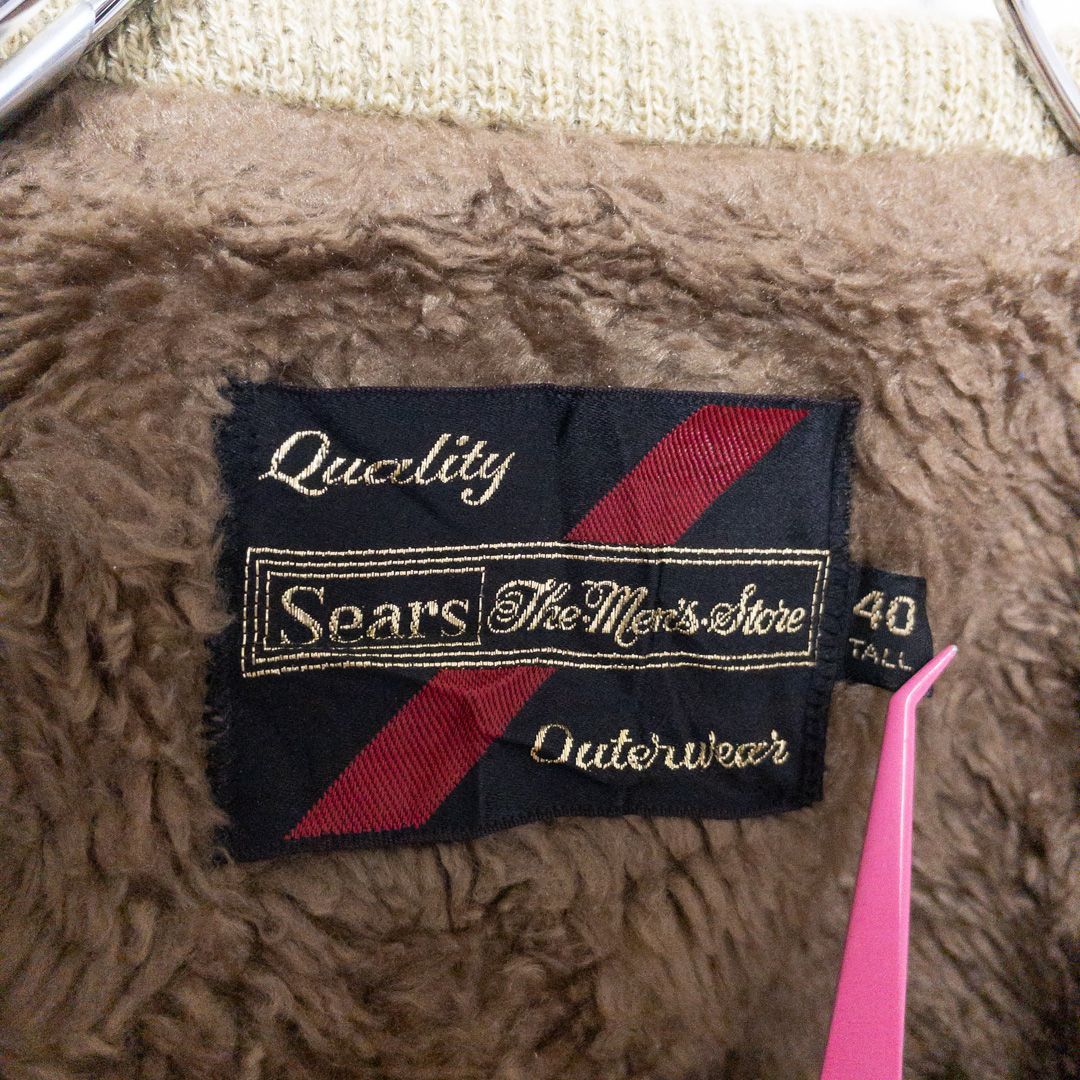 Quality
Sears The·Men's·Store
40
TALL
Outerwear